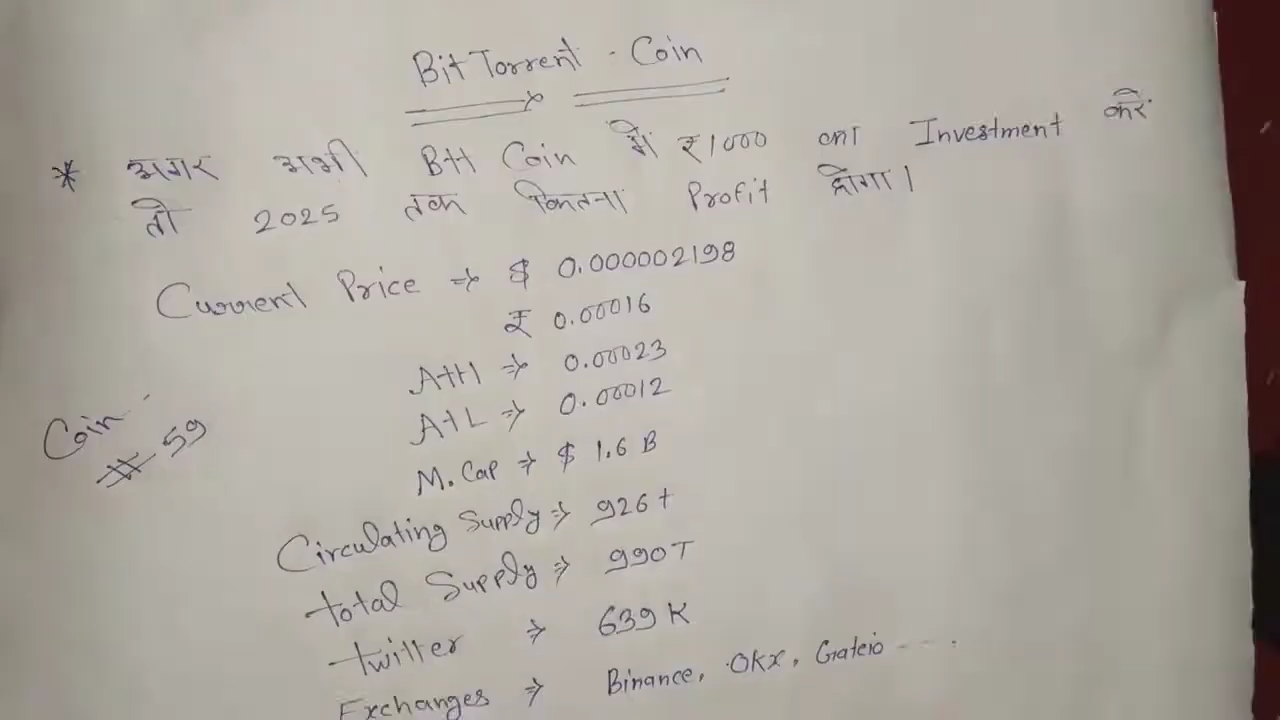 BitTorrent - Coin
* अगर अभी Btt Coin में ₹1000 का Investment करें
तो 2025 तक कितना Profit होगा।
Current Price ⇒ $ 0.000002198
₹ 0.00016
AtH ⇒ 0.00023
AtL ⇒ 0.00012
Coin
# 59
M. Cap ⇒ $ 1.6 B
Circulating Supply ⇒ 926 t
total Supply ⇒ 990T
twitter ⇒ 639 K
Exchanges ⇒ Binance, OKX, Gateio ----.